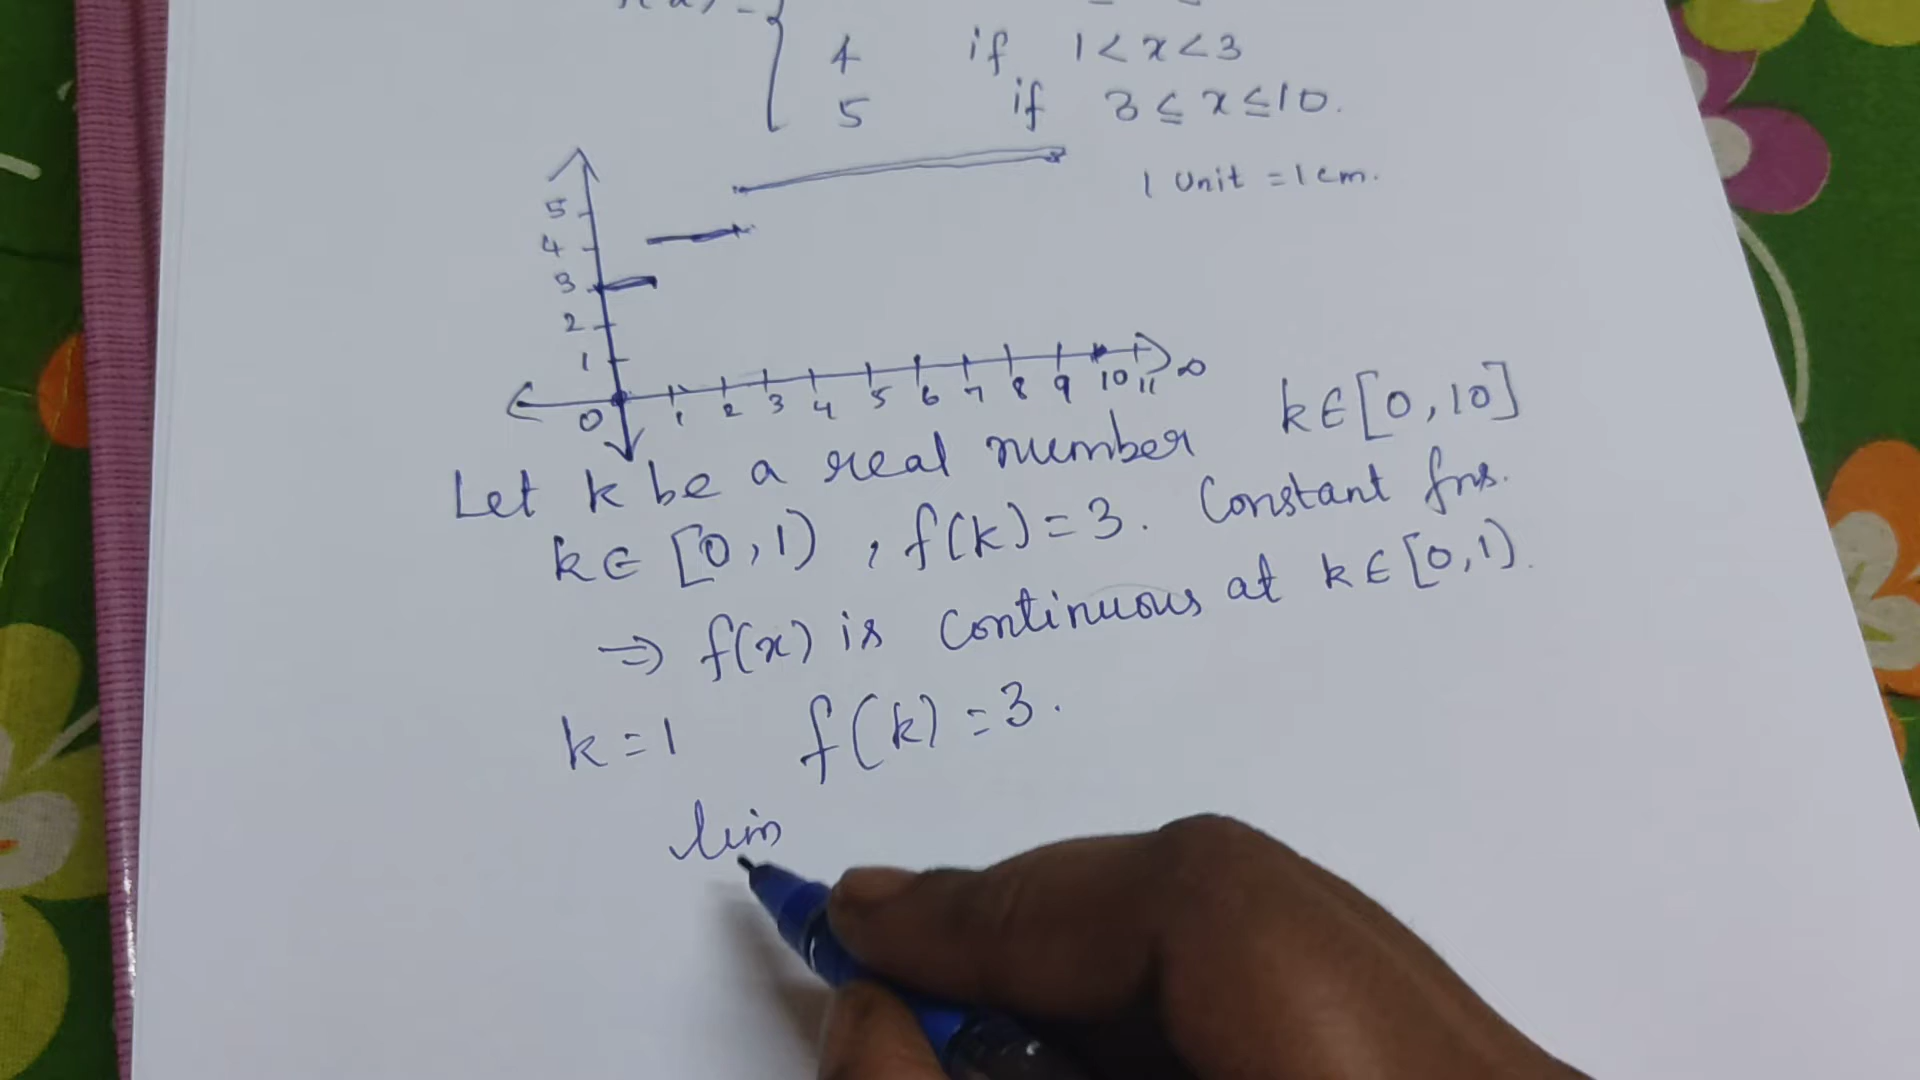 4 if 1 < x < 3
5 if 3 ≤ x ≤ 10.
1 Unit = 1 cm.
5
4
3
2
1
0 1 2 3 4 5 6 7 8 9 10 11 ∞
Let k be a real number k ∈ [0, 10]
k ∈ [0, 1) , f(k) = 3. Constant fns.
⇒ f(x) is continuous at k ∈ [0, 1).
k = 1 f(k) = 3.
lim